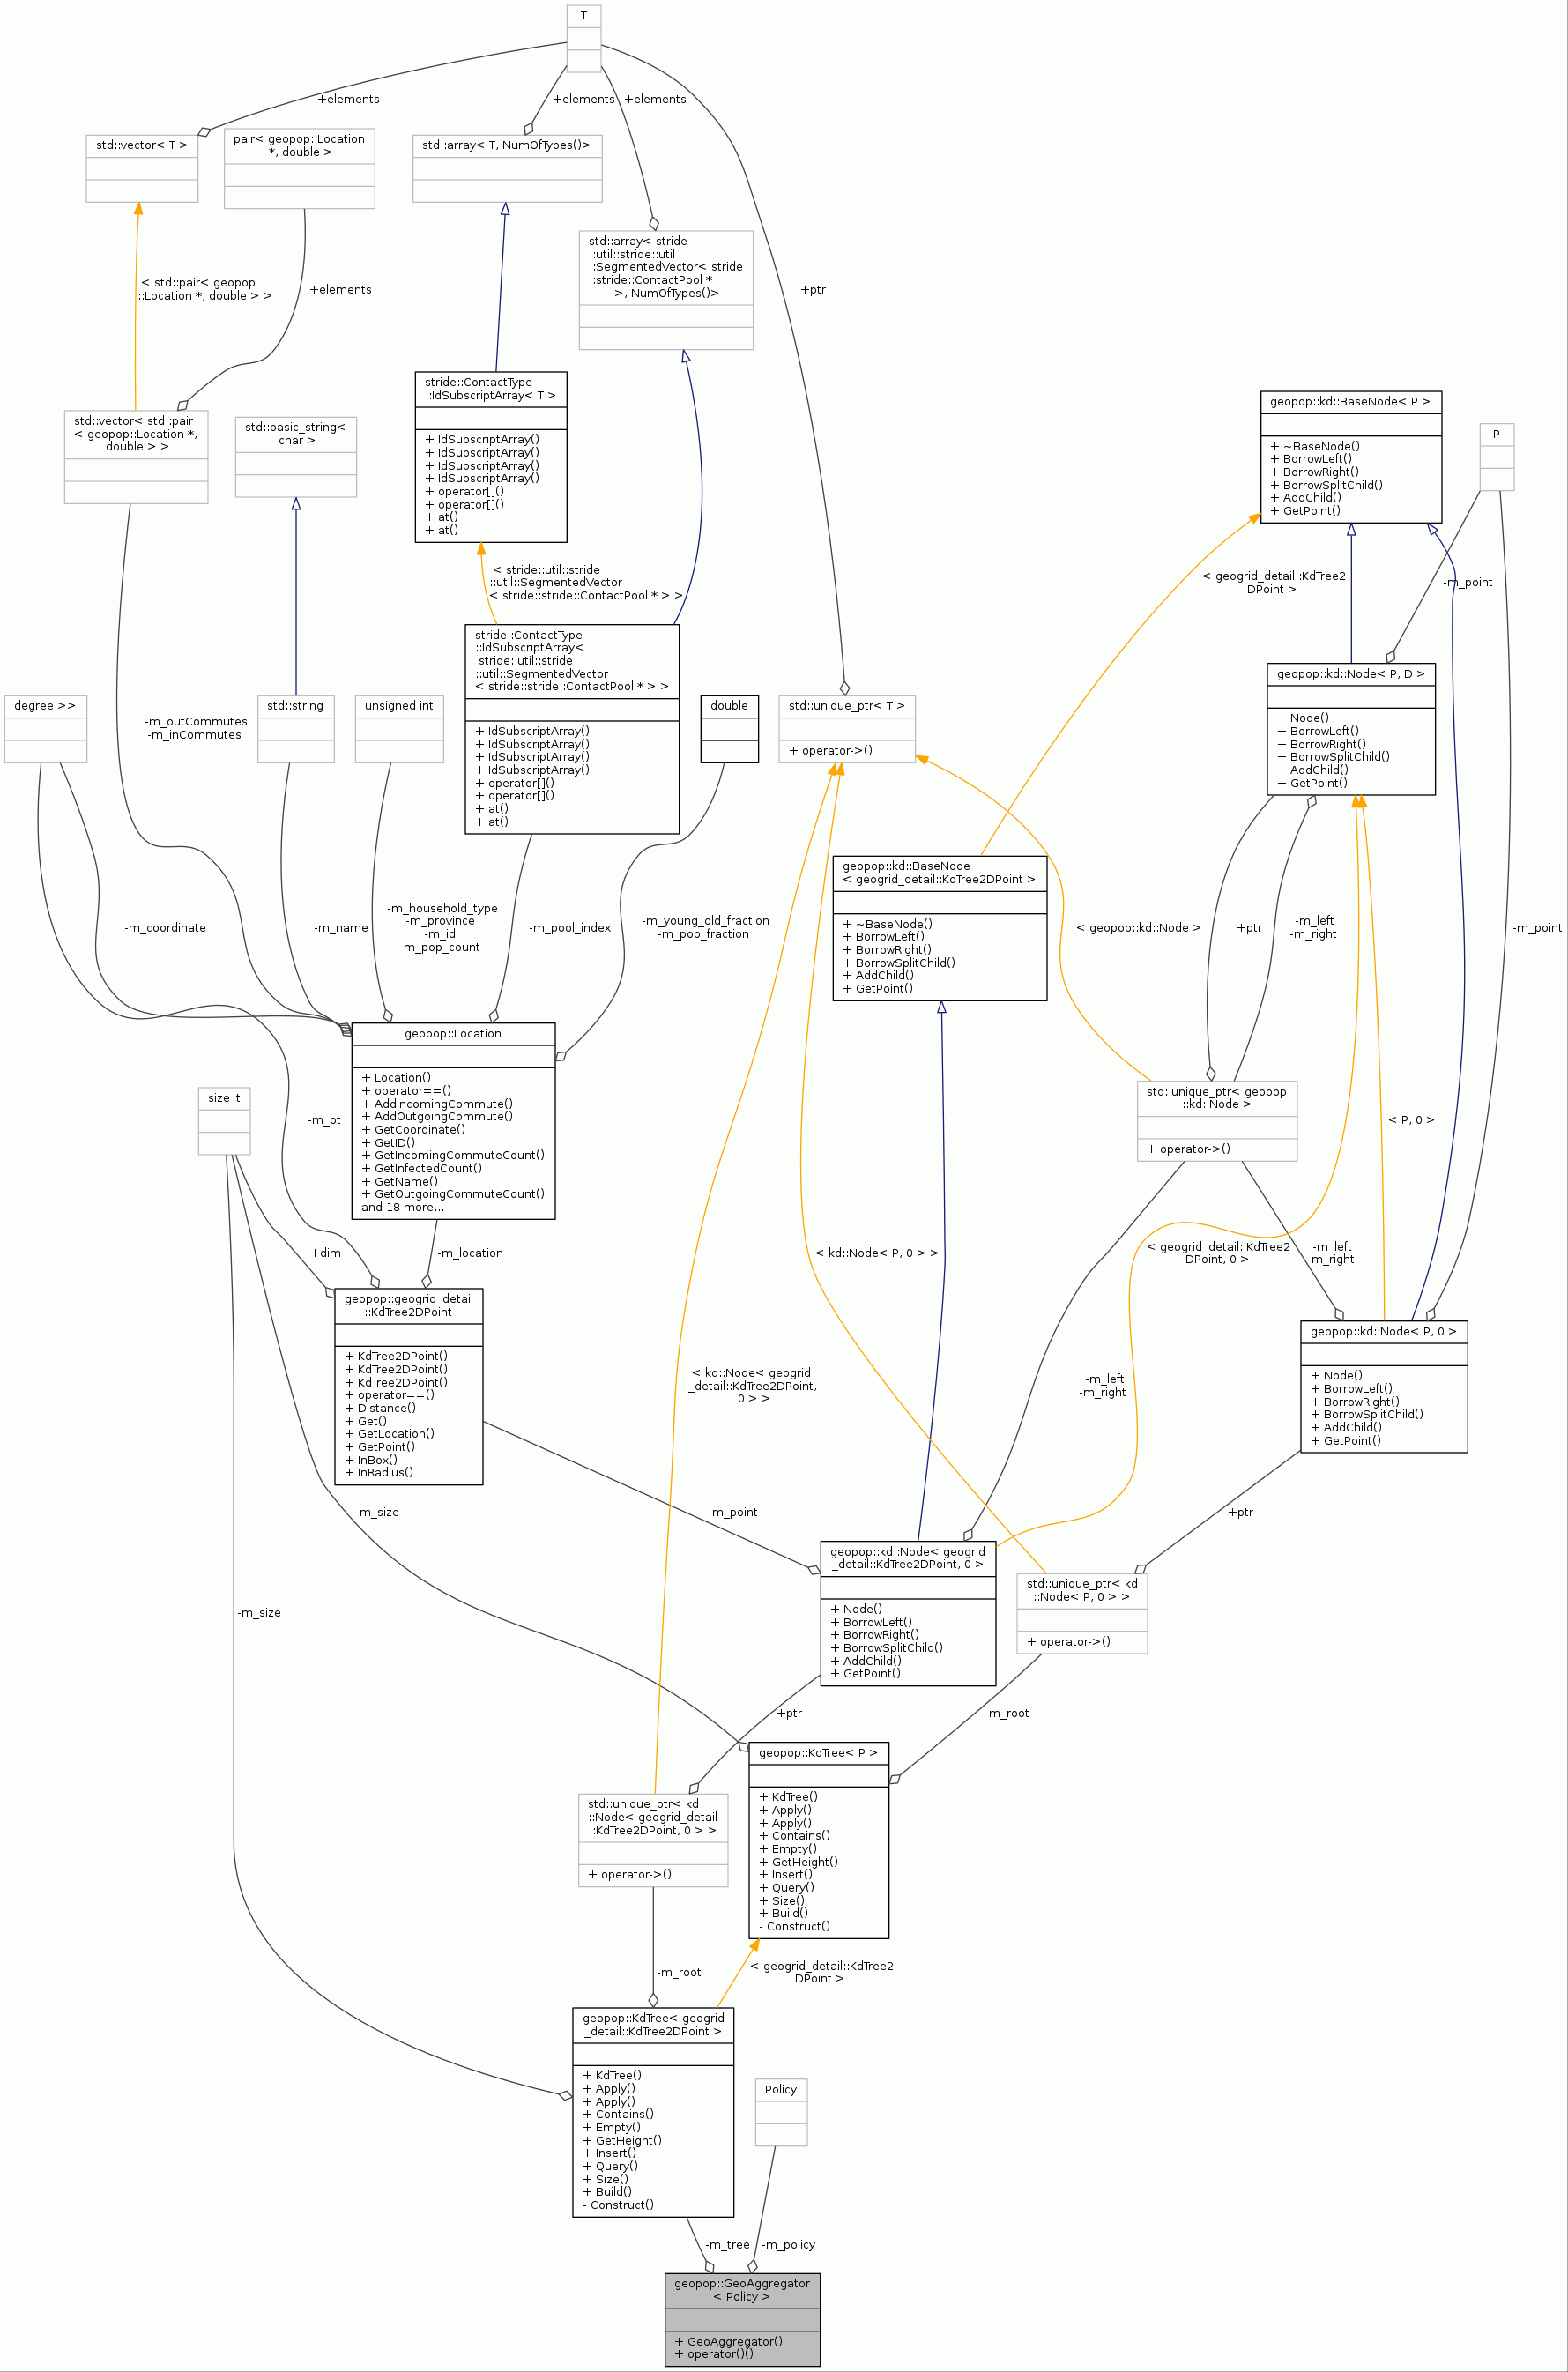 T
+elements
+elements
+elements
std::vector< T >
pair< geopop::Location
*, double >
std::array< T, NumOfTypes()>
std::array< stride
::util::stride::util
::SegmentedVector< stride
::stride::ContactPool *
>, NumOfTypes()>
< std::pair< geopop
::Location *, double > >
+elements
+ptr
stride::ContactType
::IdSubscriptArray< T >
+ IdSubscriptArray()
+ IdSubscriptArray()
+ IdSubscriptArray()
+ IdSubscriptArray()
+ operator[]()
+ operator[]()
+ at()
+ at()
geopop::kd::BaseNode< P >
+ ~BaseNode()
+ BorrowLeft()
+ BorrowRight()
+ BorrowSplitChild()
+ AddChild()
+ GetPoint()
P
std::vector< std::pair
< geopop::Location *,
double > >
std::basic_string<
char >
< stride::util::stride
::util::SegmentedVector
< stride::stride::ContactPool * > >
< geogrid_detail::KdTree2
DPoint >
-m_point
stride::ContactType
::IdSubscriptArray<
stride::util::stride
::util::SegmentedVector
< stride::stride::ContactPool * > >
+ IdSubscriptArray()
+ IdSubscriptArray()
+ IdSubscriptArray()
+ IdSubscriptArray()
+ operator[]()
+ operator[]()
+ at()
+ at()
geopop::kd::Node< P, D >
+ Node()
+ BorrowLeft()
+ BorrowRight()
+ BorrowSplitChild()
+ AddChild()
+ GetPoint()
degree >>
-m_outCommutes
-m_inCommutes
std::string
unsigned int
double
std::unique_ptr< T >
+ operator->()
geopop::kd::BaseNode
< geogrid_detail::KdTree2DPoint >
+ ~BaseNode()
+ BorrowLeft()
+ BorrowRight()
+ BorrowSplitChild()
+ AddChild()
+ GetPoint()
-m_coordinate
-m_name
-m_household_type
-m_province
-m_id
-m_pop_count
-m_pool_index
-m_young_old_fraction
-m_pop_fraction
< geopop::kd::Node >
+ptr
-m_left
-m_right
-m_point
geopop::Location
+ Location()
+ operator==()
+ AddIncomingCommute()
+ AddOutgoingCommute()
+ GetCoordinate()
+ GetID()
+ GetIncomingCommuteCount()
+ GetInfectedCount()
+ GetName()
+ GetOutgoingCommuteCount()
and 18 more...
size_t
-m_pt
std::unique_ptr< geopop
::kd::Node >
+ operator->()
< P, 0 >
+dim
-m_location
< kd::Node< P, 0 > >
< geogrid_detail::KdTree2
DPoint, 0 >
-m_left
-m_right
geopop::geogrid_detail
::KdTree2DPoint
+ KdTree2DPoint()
+ KdTree2DPoint()
+ KdTree2DPoint()
+ operator==()
+ Distance()
+ Get()
+ GetLocation()
+ GetPoint()
+ InBox()
+ InRadius()
geopop::kd::Node< P, 0 >
+ Node()
+ BorrowLeft()
+ BorrowRight()
+ BorrowSplitChild()
+ AddChild()
+ GetPoint()
< kd::Node< geogrid
_detail::KdTree2DPoint,
0 > >
-m_left
-m_right
-m_size
-m_point
+ptr
geopop::kd::Node< geogrid
_detail::KdTree2DPoint, 0 >
+ Node()
+ BorrowLeft()
+ BorrowRight()
+ BorrowSplitChild()
+ AddChild()
+ GetPoint()
std::unique_ptr< kd
::Node< P, 0 > >
+ operator->()
-m_size
+ptr
-m_root
geopop::KdTree< P >
+ KdTree()
+ Apply()
+ Apply()
+ Contains()
+ Empty()
+ GetHeight()
+ Insert()
+ Query()
+ Size()
+ Build()
- Construct()
std::unique_ptr< kd
::Node< geogrid_detail
::KdTree2DPoint, 0 > >
+ operator->()
-m_root
< geogrid_detail::KdTree2
DPoint >
geopop::KdTree< geogrid
_detail::KdTree2DPoint >
+ KdTree()
+ Apply()
+ Apply()
+ Contains()
+ Empty()
+ GetHeight()
+ Insert()
+ Query()
+ Size()
+ Build()
- Construct()
Policy
-m_tree
-m_policy
geopop::GeoAggregator
< Policy >
+ GeoAggregator()
+ operator()()